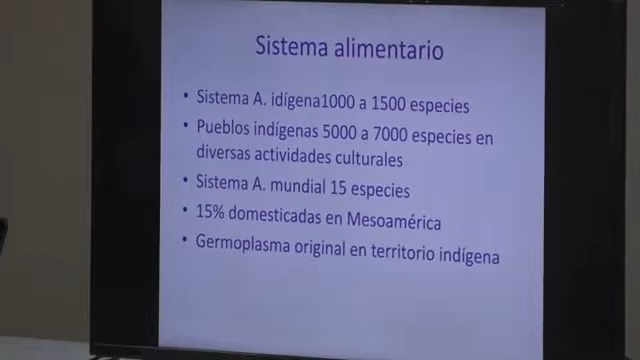 Sistema alimentario
• Sistema A. idígena1000 a 1500 especies
• Pueblos indígenas 5000 a 7000 especies en
diversas actividades culturales
• Sistema A. mundial 15 especies
• 15% domesticadas en Mesoamérica
• Germoplasma original en territorio indígena